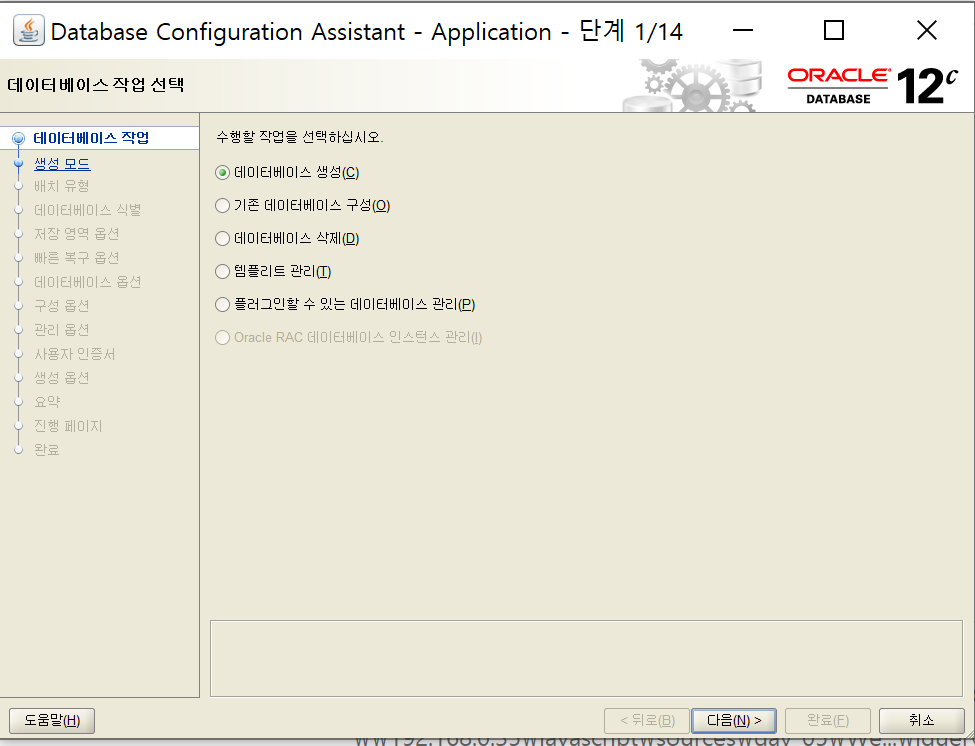 Database Configuration Assistant - Application - 단계 1/14
데이터베이스 작업 선택
ORACLE
DATABASE
12c
데이터베이스 작업
생성 모드
배치 유형
데이터베이스 식별
저장 영역 옵션
빠른 복구 옵션
데이터베이스 옵션
구성 옵션
관리 옵션
사용자 인증서
생성 옵션
요약
진행 페이지
완료
수행할 작업을 선택하십시오.
데이터베이스 생성(C)
기존 데이터베이스 구성(O)
데이터베이스 삭제(D)
템플리트 관리(T)
플러그인할 수 있는 데이터베이스 관리(P)
Oracle RAC 데이터베이스 인스턴스 관리(I)
도움말(H)
< 뒤로(B)
다음(N) >
완료(F)
취소